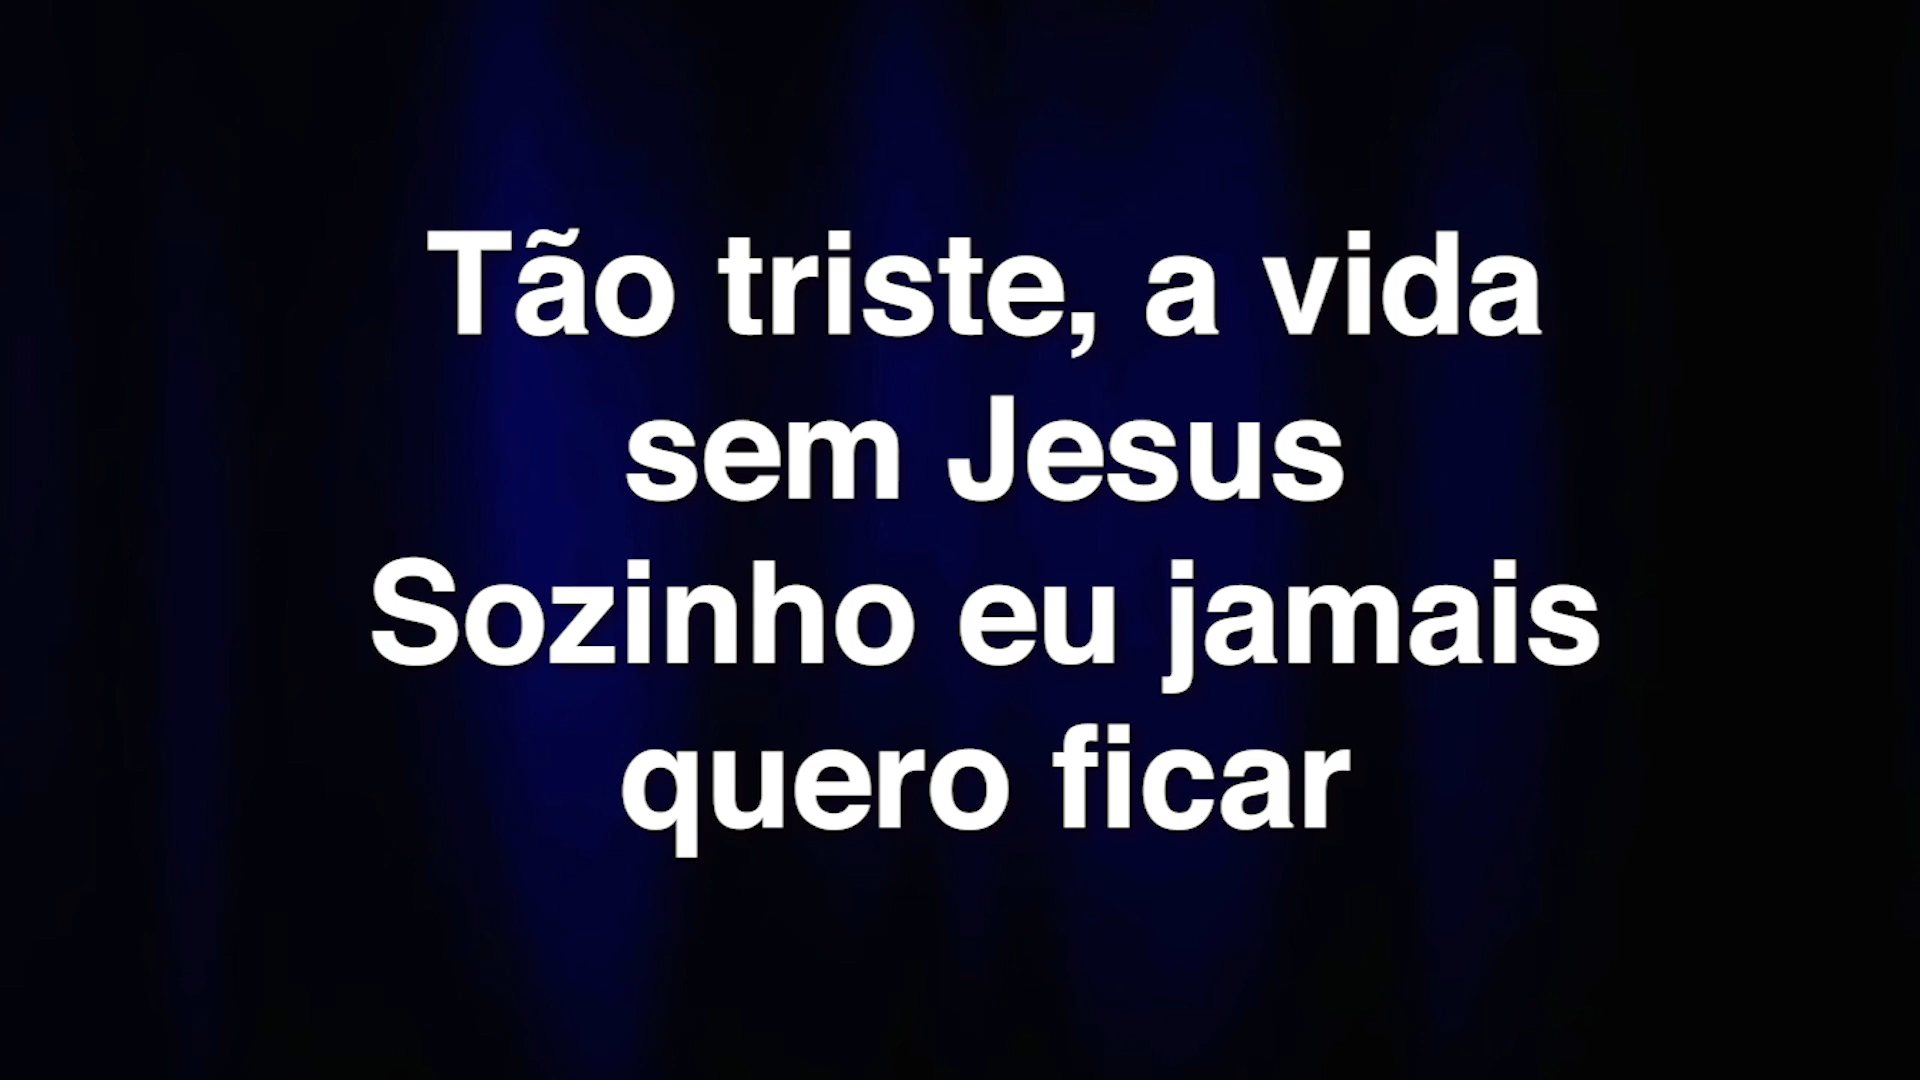 Tão triste, a vida
sem Jesus
Sozinho eu jamais
quero ficar